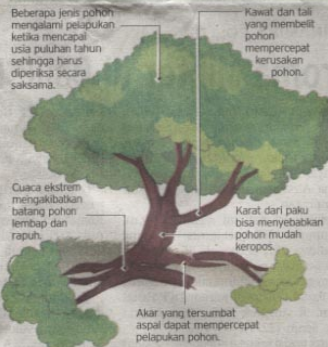 Beberapa jenis pohon
mengalami pelapukan
ketika mencapai
usia puluhan tahun
sehingga harus
diperiksa secara
saksama.
Kawat dan tali
yang membelit
pohon
mempercepat
kerusakan
pohon.
Cuaca ekstrem
mengakibatkan
batang pohon
lembap dan
rapuh.
Karat dari paku
bisa menyebabkan
pohon mudah
keropos.
Akar yang tersumbat
aspal dapat mempercepat
pelapukan pohon.